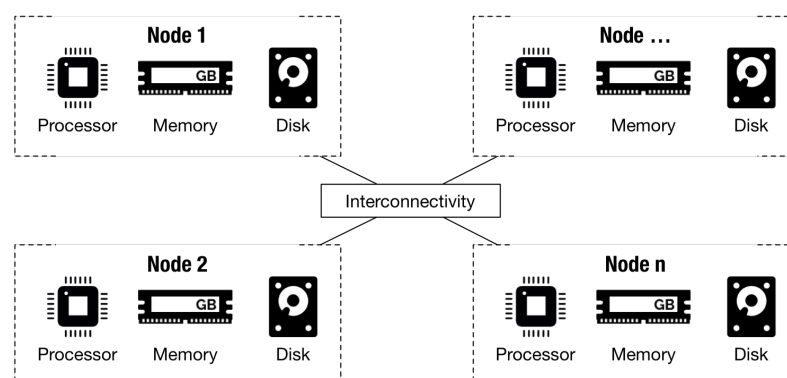 Node 1
GB
Processor Memory Disk
Node ...
GB
Processor Memory Disk
Interconnectivity
Node 2
GB
Processor Memory Disk
Node n
GB
Processor Memory Disk